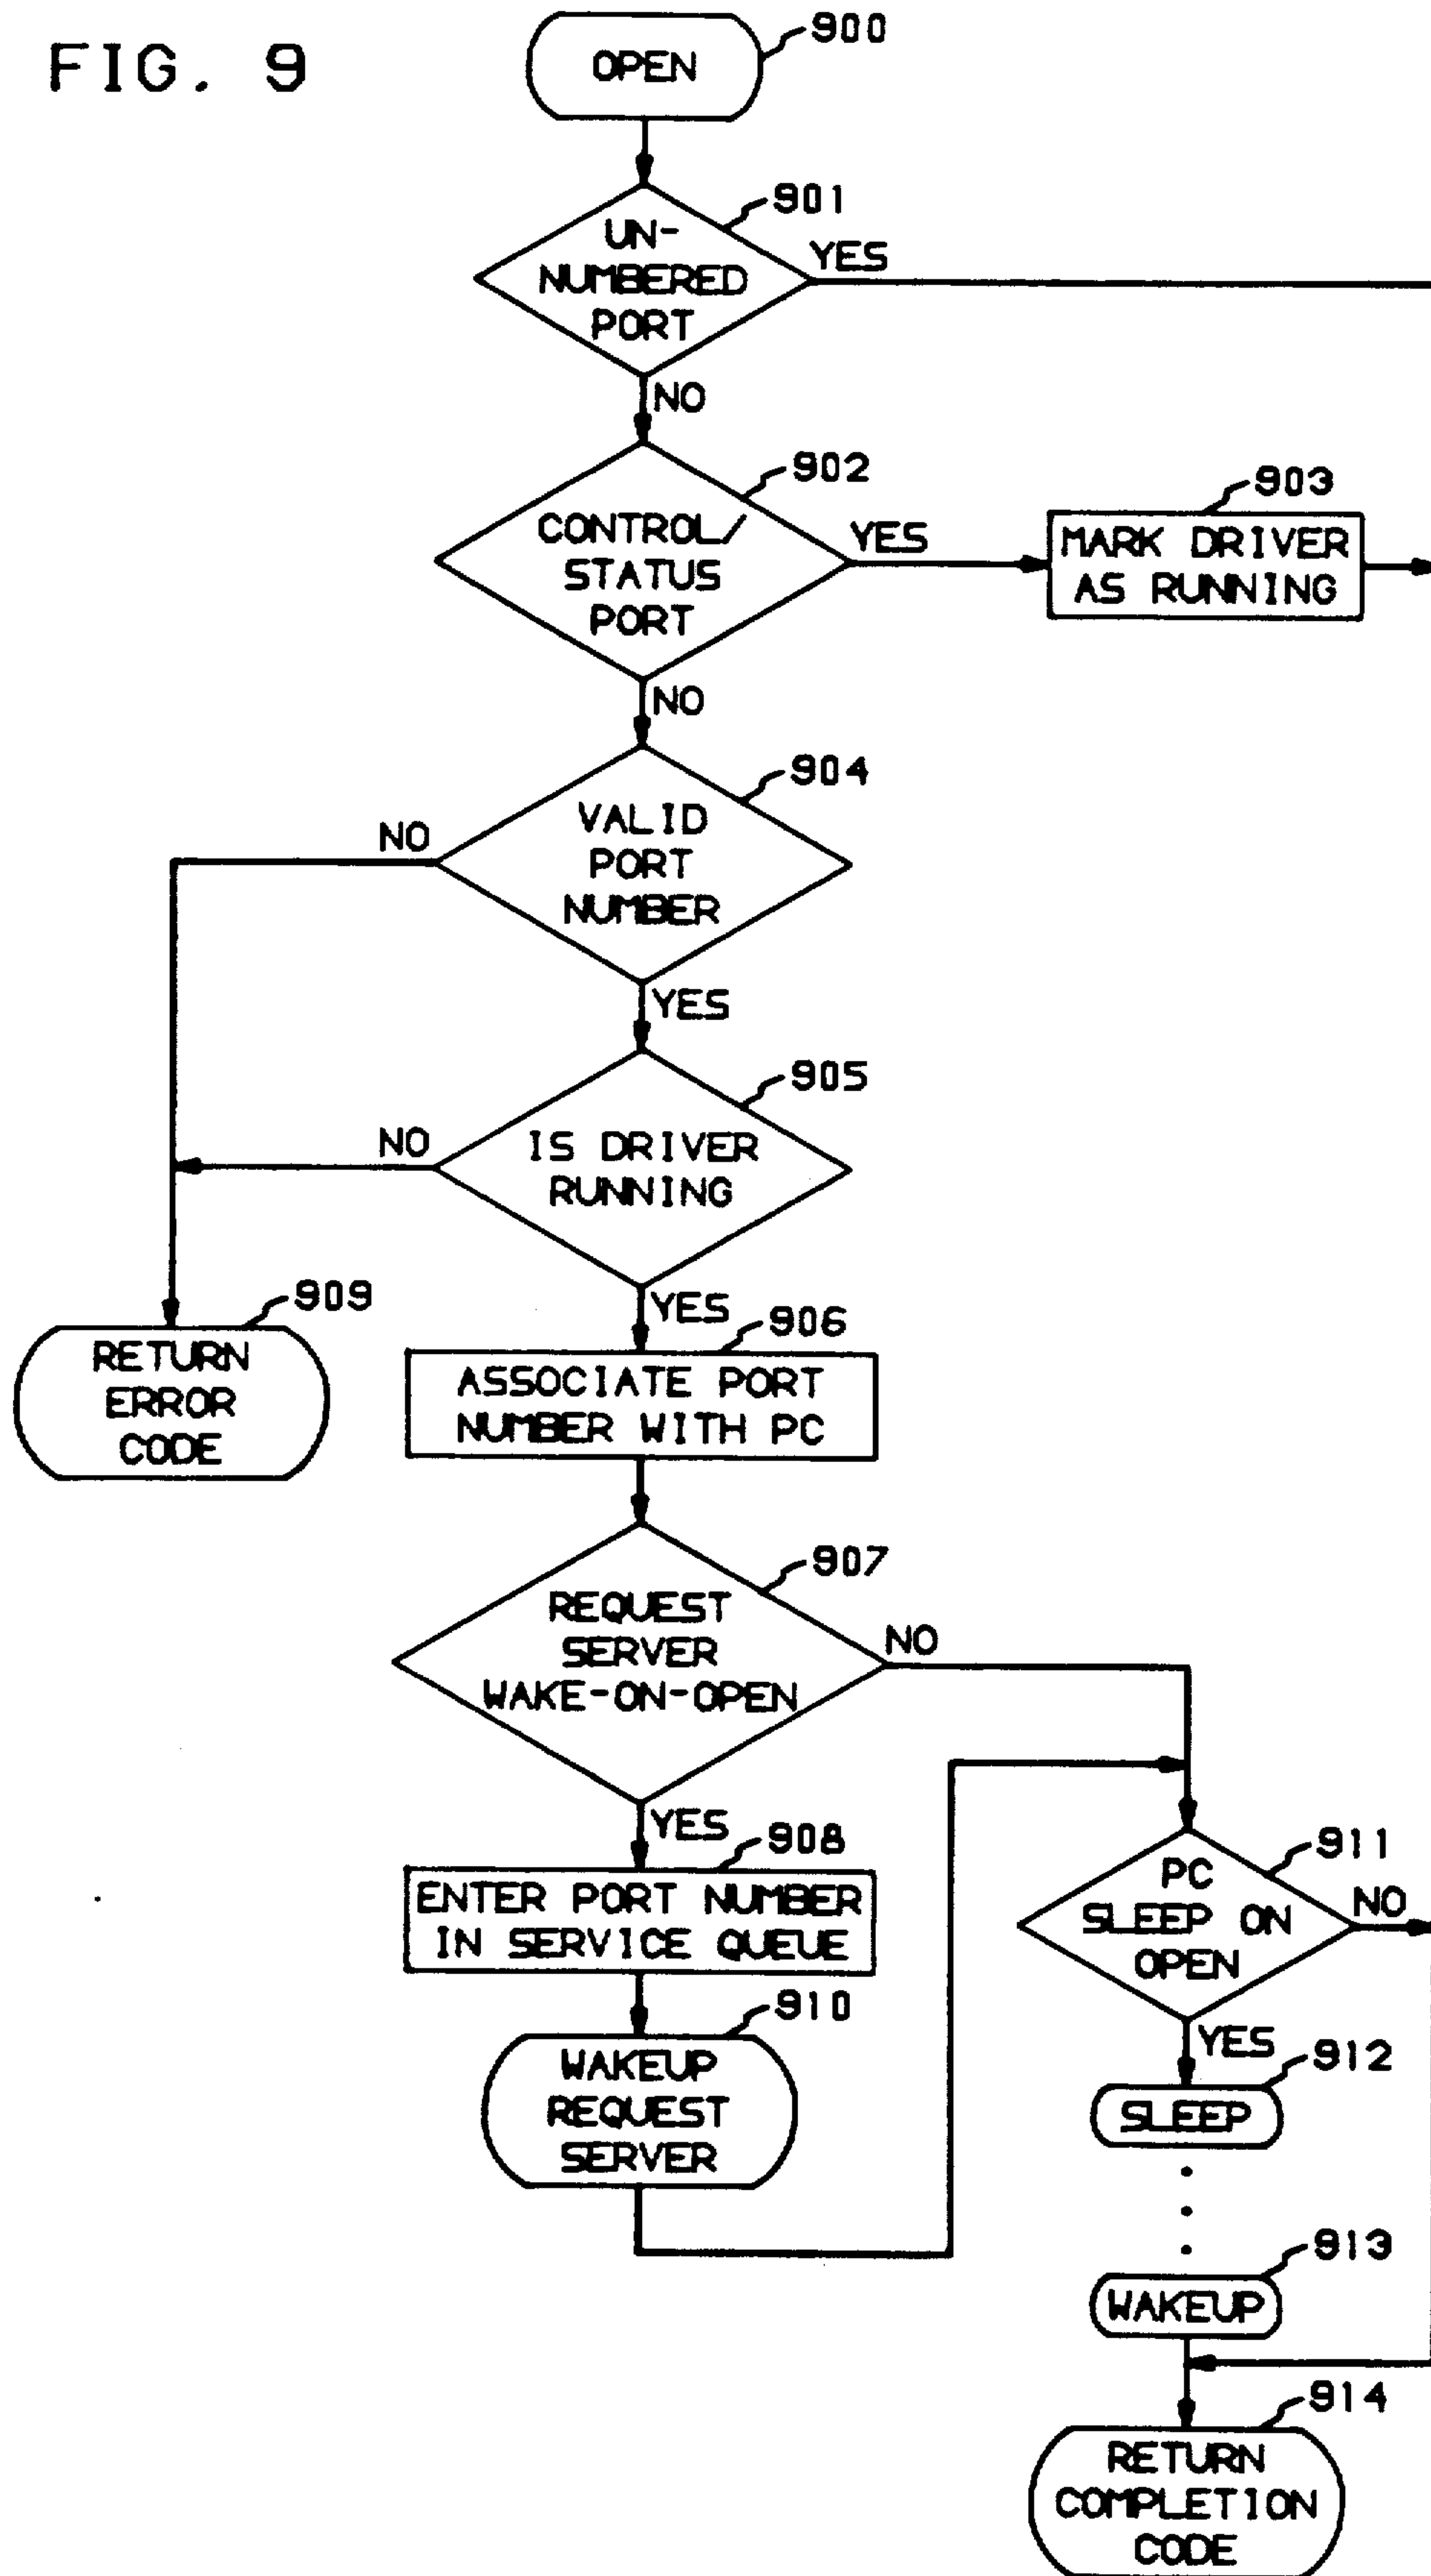 FIG. 9
900
OPEN
901
UN-
NUMBERED
PORT
YES
NO
902
CONTROL/
STATUS
PORT
YES
903
MARK DRIVER
AS RUNNING
NO
904
VALID
PORT
NUMBER
NO
YES
905
IS DRIVER
RUNNING
NO
YES
909
RETURN
ERROR
CODE
906
ASSOCIATE PORT
NUMBER WITH PC
907
REQUEST
SERVER
WAKE-ON-OPEN
NO
YES
908
ENTER PORT NUMBER
IN SERVICE QUEUE
910
WAKEUP
REQUEST
SERVER
911
PC
SLEEP ON
OPEN
NO
YES
912
SLEEP
913
WAKEUP
914
RETURN
COMPLETION
CODE